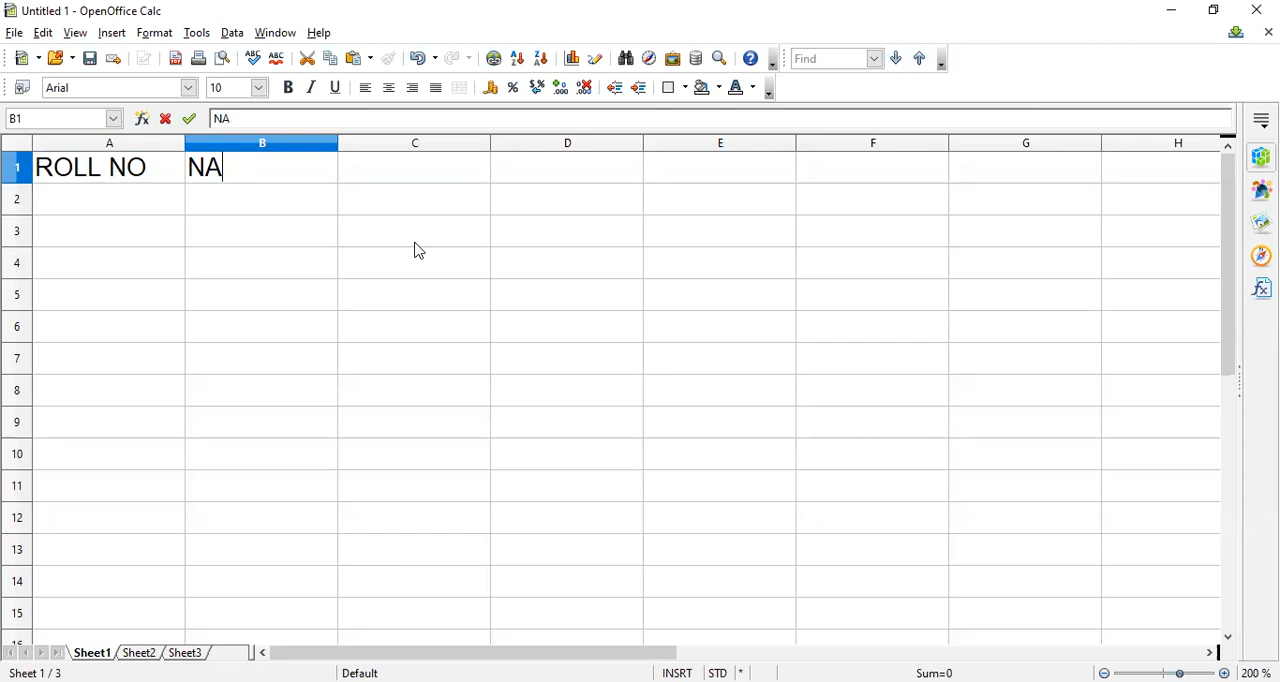 Untitled 1 - OpenOffice Calc
File Edit View Insert Format Tools Data Window Help
Find
Arial 10
B1 NA
A B C D E F G H
1 ROLL NO NA
2
3
4
5
6
7
8
9
10
11
12
13
14
15
16
Sheet1 Sheet2 Sheet3
Sheet 1 / 3 Default INSRT STD * Sum=0 200 %